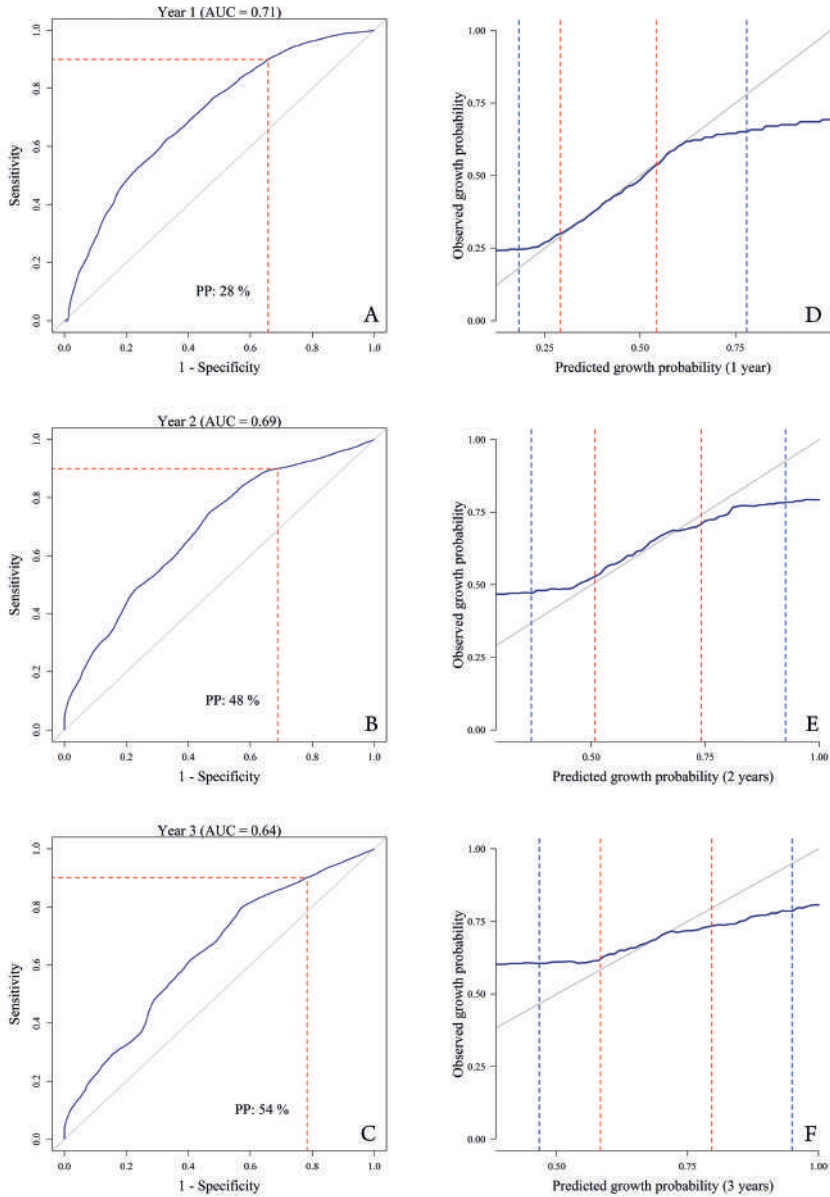 Year 1 (AUC = 0.71)
1.0
0.8
0.6
0.4
0.2
0.0
Sensitivity
PP: 28 %
A
0.0 0.2 0.4 0.6 0.8 1.0
1 - Specificity
1.00
0.75
0.50
0.25
0.00
Observed growth probability
D
0.25 0.50 0.75
Predicted growth probability (1 year)
Year 2 (AUC = 0.69)
1.0
0.8
0.6
0.4
0.2
0.0
Sensitivity
PP: 48 %
B
0.0 0.2 0.4 0.6 0.8 1.0
1 - Specificity
1.00
0.75
0.50
0.25
0.00
Observed growth probability
E
0.50 0.75 1.00
Predicted growth probability (2 years)
Year 3 (AUC = 0.64)
1.0
0.8
0.6
0.4
0.2
0.0
Sensitivity
PP: 54 %
C
0.0 0.2 0.4 0.6 0.8 1.0
1 - Specificity
1.00
0.75
0.50
0.25
0.00
Observed growth probability
F
0.50 0.75 1.00
Predicted growth probability (3 years)